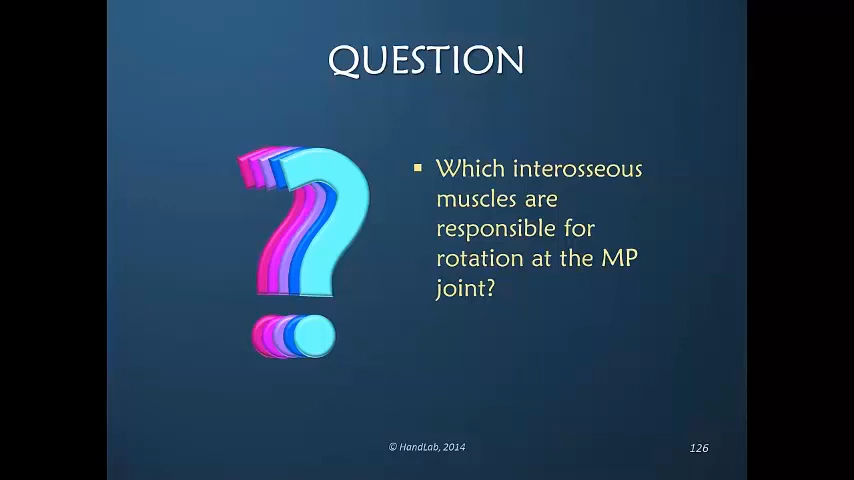 QUESTION
▪ Which interosseous
muscles are
responsible for
rotation at the MP
joint?
© HandLab, 2014
126